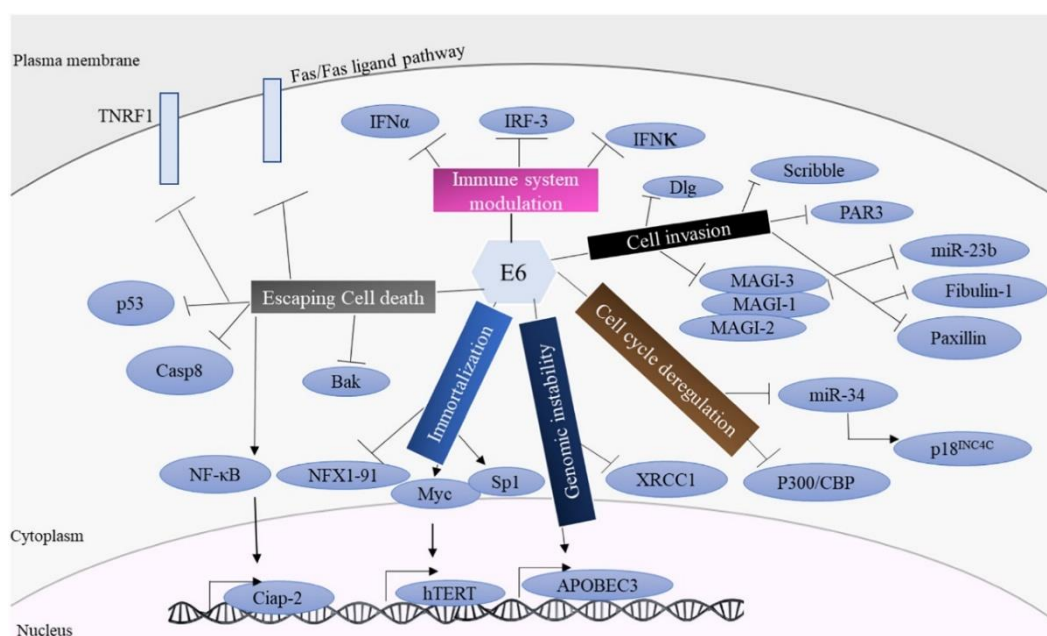 Plasma membrane
Fas/Fas ligand pathway
TNRF1
IFNα
IRF-3
IFNΚ
Immune system
modulation
Dlg
Scribble
PAR3
Cell invasion
miR-23b
E6
MAGI-3
MAGI-1
MAGI-2
Fibulin-1
Paxillin
p53
Escaping Cell death
Casp8
Bak
Immortalization
Genomic instability
Cell cycle deregulation
miR-34
p18INC4C
NF-κB
NFX1-91
Myc
Sp1
XRCC1
P300/CBP
Cytoplasm
Ciap-2
hTERT
APOBEC3
Nucleus